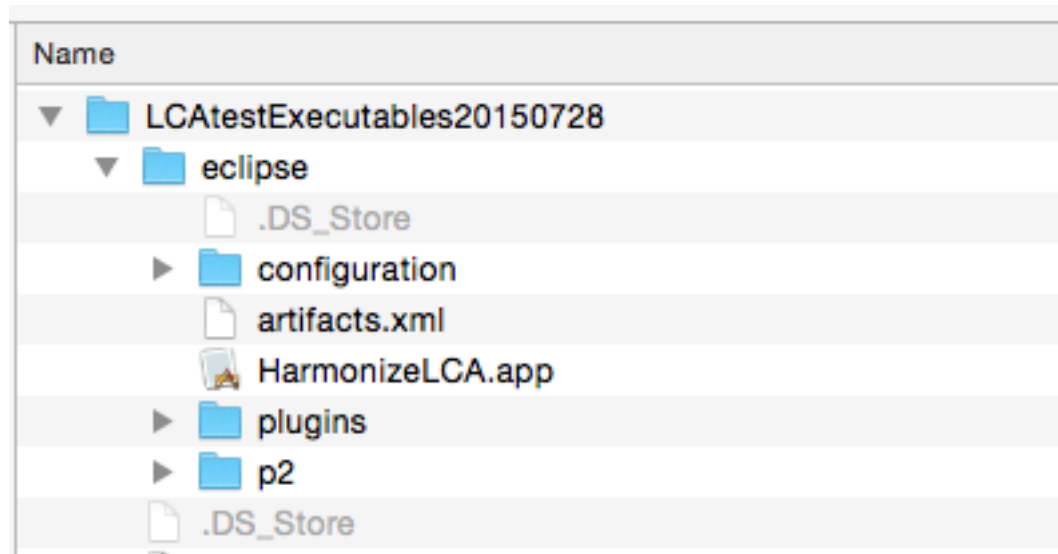 Name
LCAtestExecutables20150728
eclipse
.DS_Store
configuration
artifacts.xml
HarmonizeLCA.app
plugins
p2
.DS_Store